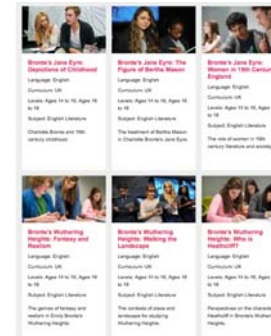 Bronte's Jane Eyre:
Depictions of Childhood
Language: English
Curriculum: UK
Levels: Ages 14 to 16, Ages 16
to 18
Subject: English Literature
Charlotte Bronte and 19th
century childhood
Bronte's Jane Eyre: The
Figure of Bertha Mason
Language: English
Curriculum: UK
Levels: Ages 14 to 16, Ages 16
to 18
Subject: English Literature
The treatment of Bertha Mason
in Charlotte Bronte's Jane Eyre.
Bronte's Jane Eyre:
Women in 19th Century
England
Language: English
Curriculum: UK
Levels: Ages 14 to 16, Ages
to 18
Subject: English Literature
The role of women in 19th
century literature and society
Bronte's Wuthering
Heights: Fantasy and
Realism
Language: English
Curriculum: UK
Levels: Ages 14 to 16, Ages 16
to 18
Subject: English Literature
The genres of fantasy and
realism in Emily Bronte's
Wuthering Heights.
Bronte's Wuthering
Heights: Walking the
Landscape
Language: English
Curriculum: UK
Levels: Ages 14 to 16, Ages 16
to 18
Subject: English Literature
The contexts of place and
landscape for studying
Wuthering Heights.
Bronte's Wuthering
Heights: Who is
Heathcliff?
Language: English
Curriculum: UK
Levels: Ages 14 to 16, Ages
to 18
Subject: English Literature
Perspectives on the character
Heathcliff in Bronte's Wuthering
Heights.